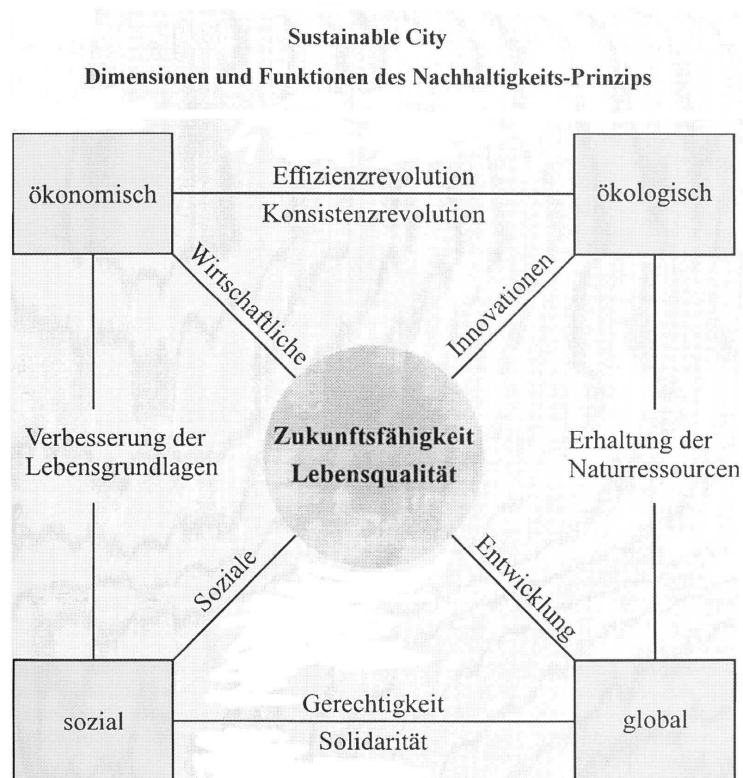 Sustainable City
Dimensionen und Funktionen des Nachhaltigkeits-Prinzips
ökonomisch
Effizienzrevolution
Konsistenzrevolution
ökologisch
Wirtschaftliche
Innovationen
Verbesserung der
Lebensgrundlagen
Zukunftsfähigkeit
Lebensqualität
Erhaltung der
Naturressourcen
Soziale
Entwicklung
sozial
Gerechtigkeit
Solidarität
global